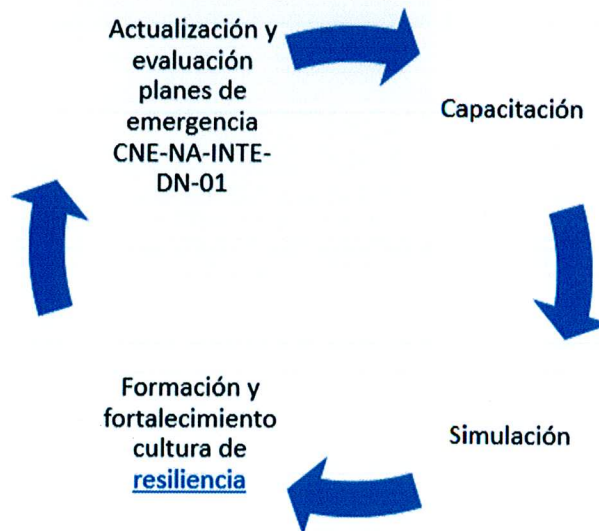 Actualización y
evaluación
planes de
emergencia
CNE-NA-INTE-
DN-01
Capacitación
Simulación
Formación y
fortalecimiento
cultura de
resiliencia